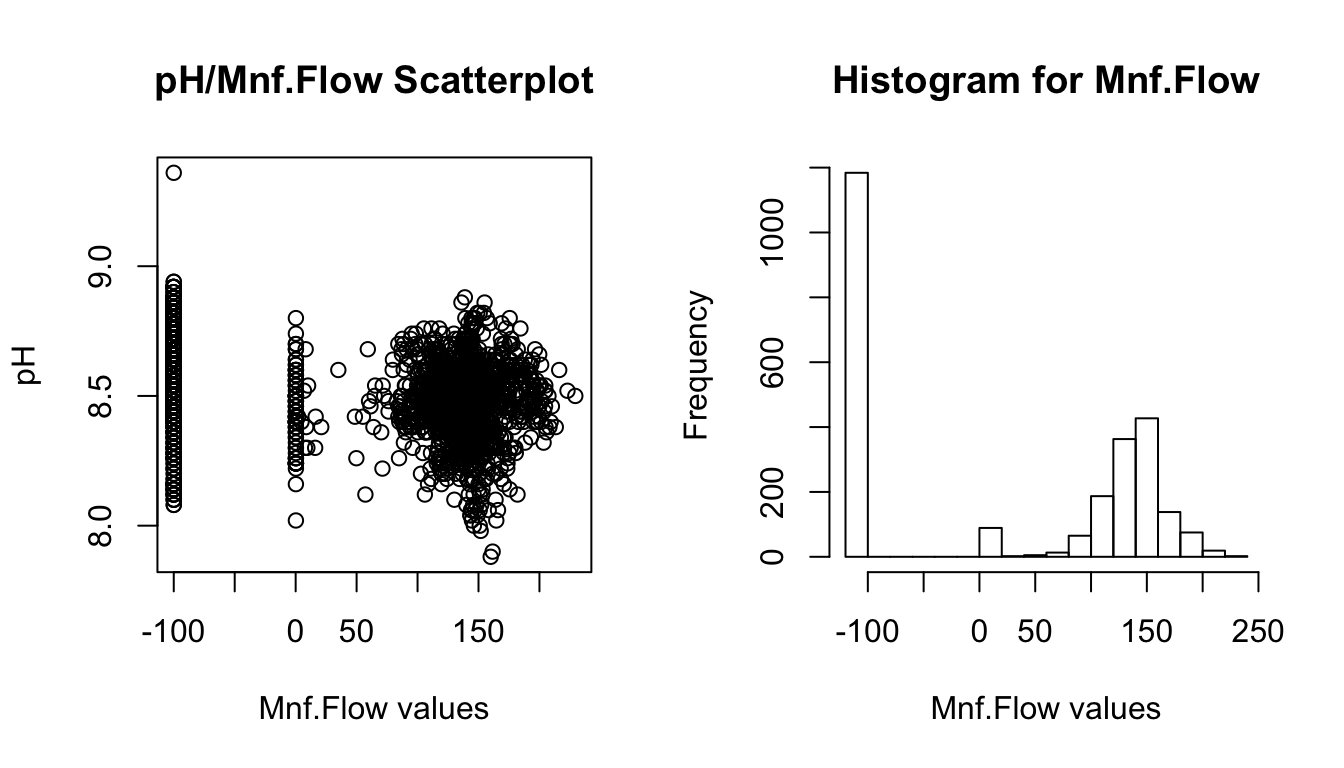 pH/Mnf.Flow Scatterplot
pH
9.0
8.5
8.0
-100 0 50 150
Mnf.Flow values
Histogram for Mnf.Flow
Frequency
1000
600
200
0
-100 0 50 150 250
Mnf.Flow values